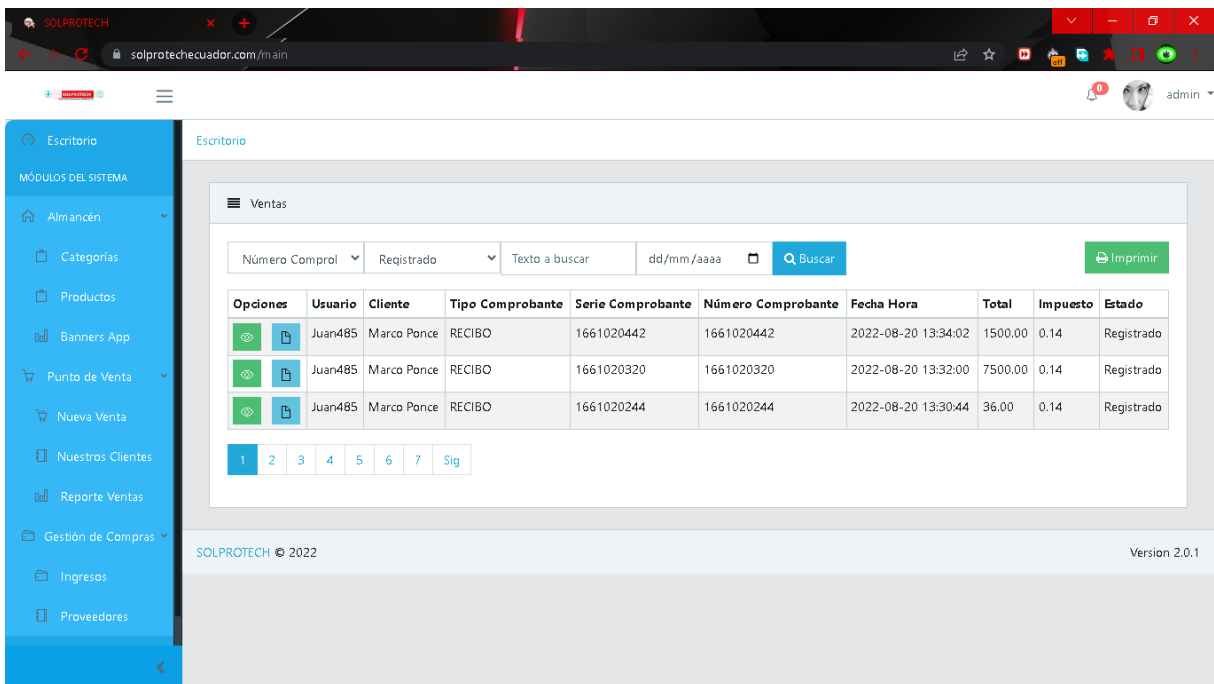 SOLPROTECH
solprotechecuador.com/main
off
SOLPROTECH
0
admin
Escritorio
Escritorio
MÓDULOS DEL SISTEMA
Almancén
Categorías
Productos
Banners App
Punto de Venta
Nueva Venta
Nuestros Clientes
Reporte Ventas
Gestión de Compras
Ingresos
Proveedores
Ventas
Número Comprol Registrado Texto a buscar dd/mm/aaaa Buscar Imprimir
Opciones Usuario Cliente Tipo Comprobante Serie Comprobante Número Comprobante Fecha Hora Total Impuesto Estado
Juan485 Marco Ponce RECIBO 1661020442 1661020442 2022-08-20 13:34:02 1500.00 0.14 Registrado
Juan485 Marco Ponce RECIBO 1661020320 1661020320 2022-08-20 13:32:00 7500.00 0.14 Registrado
Juan485 Marco Ponce RECIBO 1661020244 1661020244 2022-08-20 13:30:44 36.00 0.14 Registrado
1 2 3 4 5 6 7 Sig
SOLPROTECH © 2022 Version 2.0.1